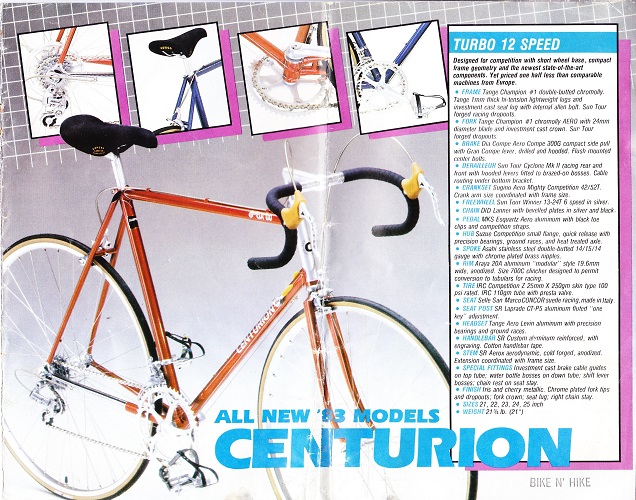 TURBO 12 SPEED
Designed for competition with short wheel base, compact
frame geometry and the newest state-of-the-art
components. Yet priced one half less than comparable
machines from Europe.
• FRAME Tange Champion #1 double-butted chromolly.
Tange 1mm thick In-tension lightweight lugs and
investment cast seat lug with internal allen bolt. Sun Tour
forged racing dropouts.
• FORK Tange Champion #1 chromolly AERO with 24mm
diameter blade and investment cast crown. Sun Tour
forged dropouts.
• BRAKE Dia Compe Aero Compe 300G compact side pull
with Gran Compe lever, drilled and hooded. Flush mounted
center bolts.
• DERAILLEUR Sun Tour Cyclone Mk II racing rear and
front with hooded levers fitted to brazed-on bosses. Cable
routing under bottom bracket.
• CRANKSET Sugino Aero Mighty Competition 42/52T.
Crank arm size coordinated with frame size.
• FREEWHEEL Sun Tour Winner 13-24T 6 speed in silver.
• CHAIN DID Lanner with bevelled plates in silver and black.
• PEDAL MKS Esquartz Aero aluminum with black toe
clips and competition straps.
• HUB Suzue Competition small flange, quick release with
precision bearings, ground races, and heat treated axle.
• SPOKE Asahi stainless steel double-butted 14/15/14
gauge with chrome plated brass nipples.
• RIM Araya 20A aluminum "modular" style 19.6mm
wide, anodized. Size 700C clincher designed to permit
conversion to tubulars for racing.
• TIRE IRC Competition Z 25mm X 250gm skin type 100
psi rated. IRC 110gm tube with presta valve.
• SEAT Selle San Marco CONCOR suede racing, made in Italy.
• SEAT POST SR Laprade CT-P5 aluminum fluted "one
key" adjustment.
• HEADSET Tange Aero Levin aluminum with precision
bearings and ground races.
• HANDLEBAR SR Custom aluminum reinforced, with
engraving. Cotton handlebar tape.
• STEM SR Aerox aerodynamic, cold forged, anodized.
Extension coordinated with frame size.
• SPECIAL FITTINGS Investment cast brake cable guides
on top tube; water bottle bosses on down tube; shift lever
bosses; chain rest on seat stay.
• FINISH Iris and cherry metallic. Chrome plated fork tips
and dropouts; fork crown; seat lug; right chain stay.
• SIZES 21, 22, 23, 24, 25 inch
• WEIGHT 21¾ lb. (21")
CENTURION
ALL NEW '83 MODELS
CENTURION
BIKE N' HIKE